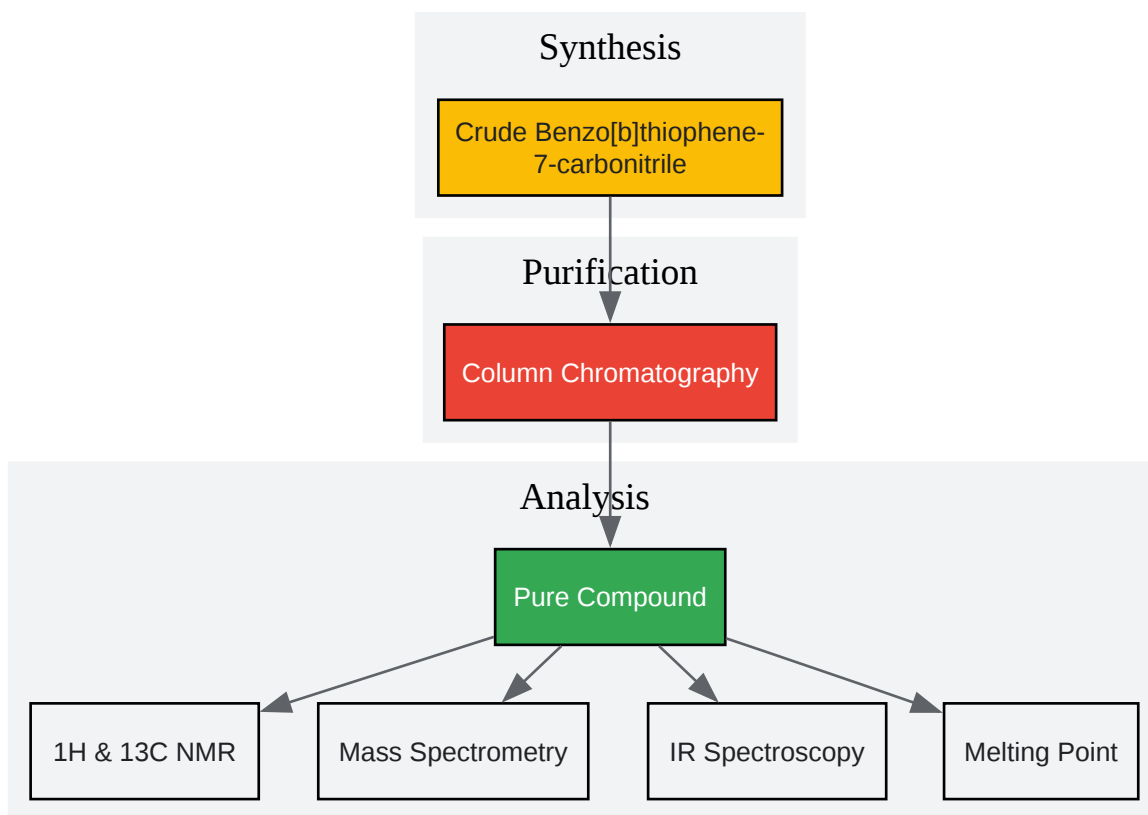 Synthesis
Crude Benzo[b]thiophene-
7-carbonitrile
Purification
Column Chromatography
Analysis
Pure Compound
1H & 13C NMR
Mass Spectrometry
IR Spectroscopy
Melting Point